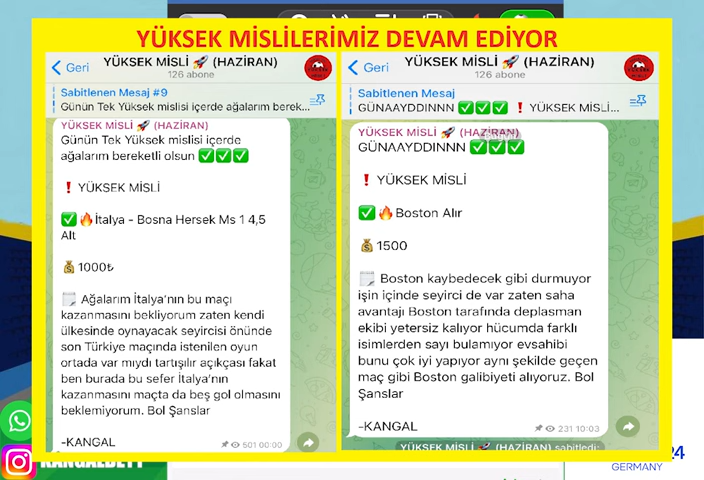 YÜKSEK MİSLİLERİMİZ DEVAM EDİYOR
Geri
YÜKSEK MİSLİ 🚀 (HAZİRAN)
126 abone
Sabitlenen Mesaj #9
Günün Tek Yüksek mislisi içerde ağalarım berek...
YÜKSEK MİSLİ 🚀 (HAZİRAN)
Günün Tek Yüksek mislisi içerde
ağalarım bereketli olsun ✅✅✅
❗ YÜKSEK MİSLİ
✅🔥İtalya - Bosna Hersek Ms 1 4,5
Alt
💰 1000₺
🗒️ Ağalarım İtalya'nın bu maçı
kazanmasını bekliyorum zaten kendi
ülkesinde oynayacak seyircisi önünde
son Türkiye maçında istenilen oyun
ortada var mıydı tartışılır açıkçası fakat
ben burada bu sefer İtalya'nın
kazanmasını maçta da beş gol olmasını
beklemiyorum. Bol Şanslar
-KANGAL
501 00:00
Geri
YÜKSEK MİSLİ 🚀 (HAZİRAN)
126 abone
Sabitlenen Mesaj
GÜNAAYDDINNN ✅✅✅ ❗ YÜKSEK MİSLİ...
YÜKSEK MİSLİ 🚀 (HAZİRAN)
GÜNAAYDDINNN ✅✅✅
❗ YÜKSEK MİSLİ
✅🔥Boston Alır
💰 1500
🗒️ Boston kaybedecek gibi durmuyor
işin içinde seyirci de var zaten saha
avantajı Boston tarafında deplasman
ekibi yetersiz kalıyor hücumda farklı
isimlerden sayı bulamıyor evsahibi
bunu çok iyi yapıyor aynı şekilde geçen
maç gibi Boston galibiyeti alıyoruz. Bol
Şanslar
-KANGAL
231 10:03
YÜKSEK MİSLİ 🚀 (HAZİRAN) sabitledi:
24
GERMANY